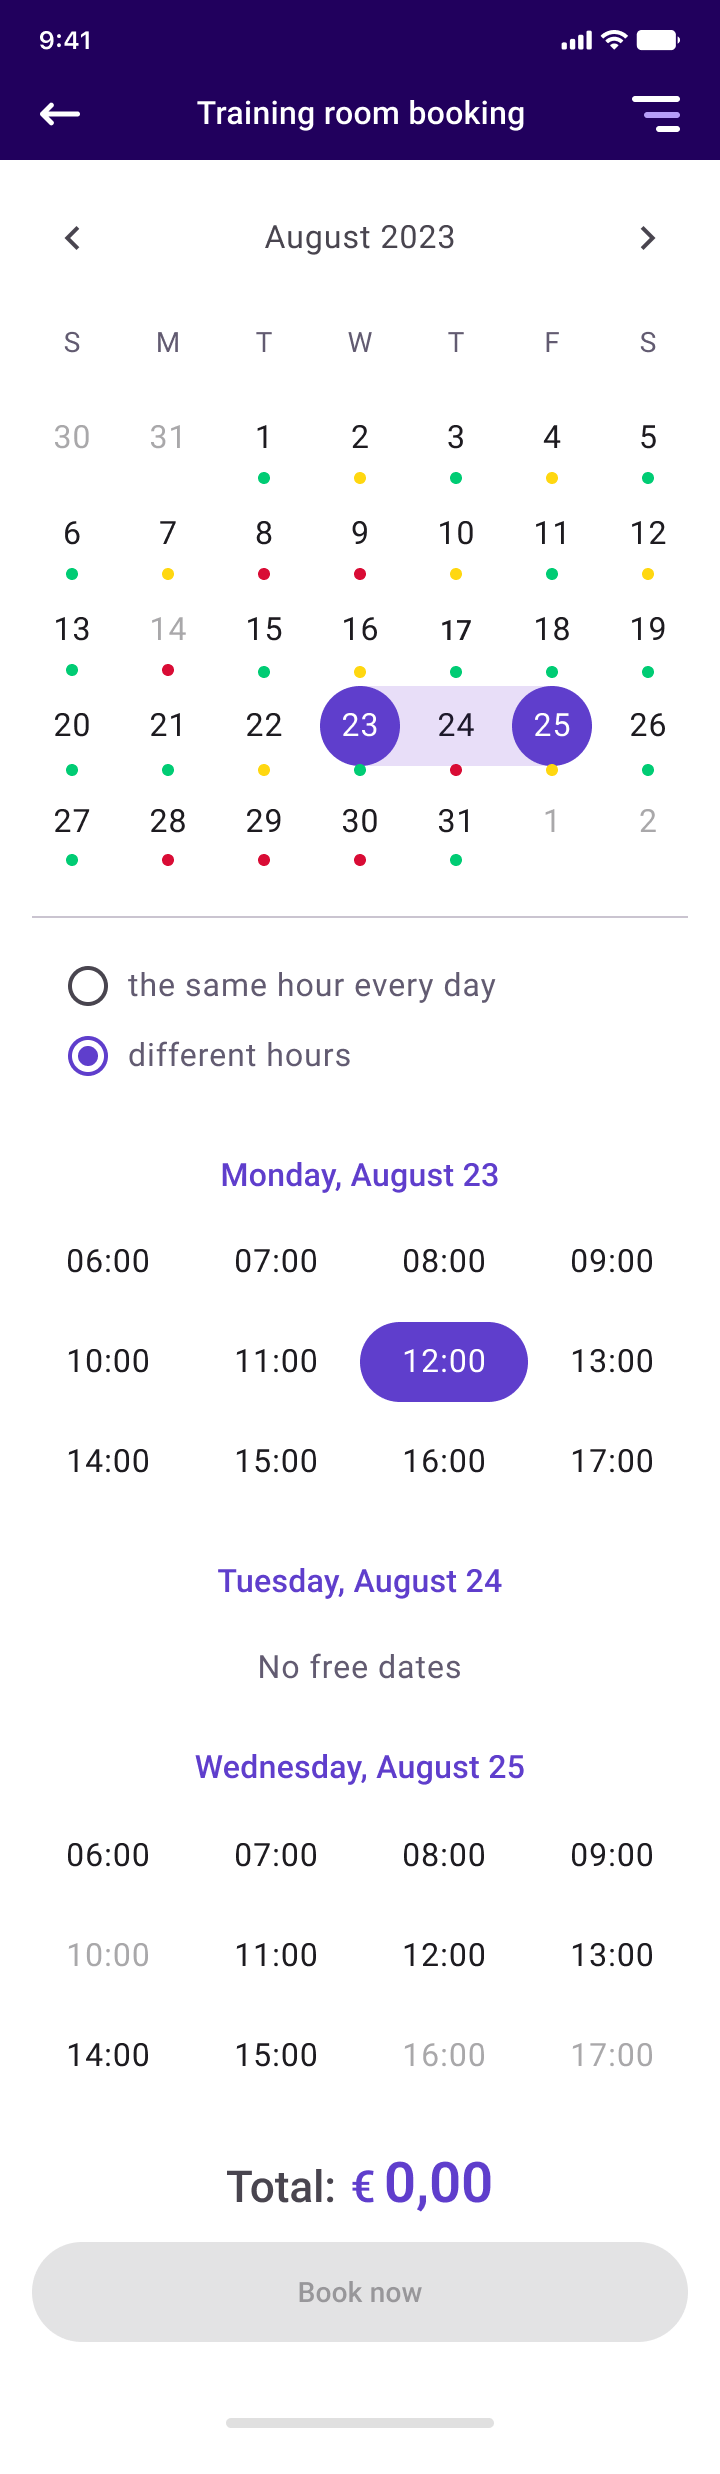 9:41
Training room booking
August 2023
S M T W T F S
30 31 1 2 3 4 5
6 7 8 9 10 11 12
13 14 15 16 17 18 19
20 21 22 23 24 25 26
27 28 29 30 31 1 2
the same hour every day
different hours
Monday, August 23
06:00 07:00 08:00 09:00
10:00 11:00 12:00 13:00
14:00 15:00 16:00 17:00
Tuesday, August 24
No free dates
Wednesday, August 25
06:00 07:00 08:00 09:00
10:00 11:00 12:00 13:00
14:00 15:00 16:00 17:00
Total: € 0,00
Book now